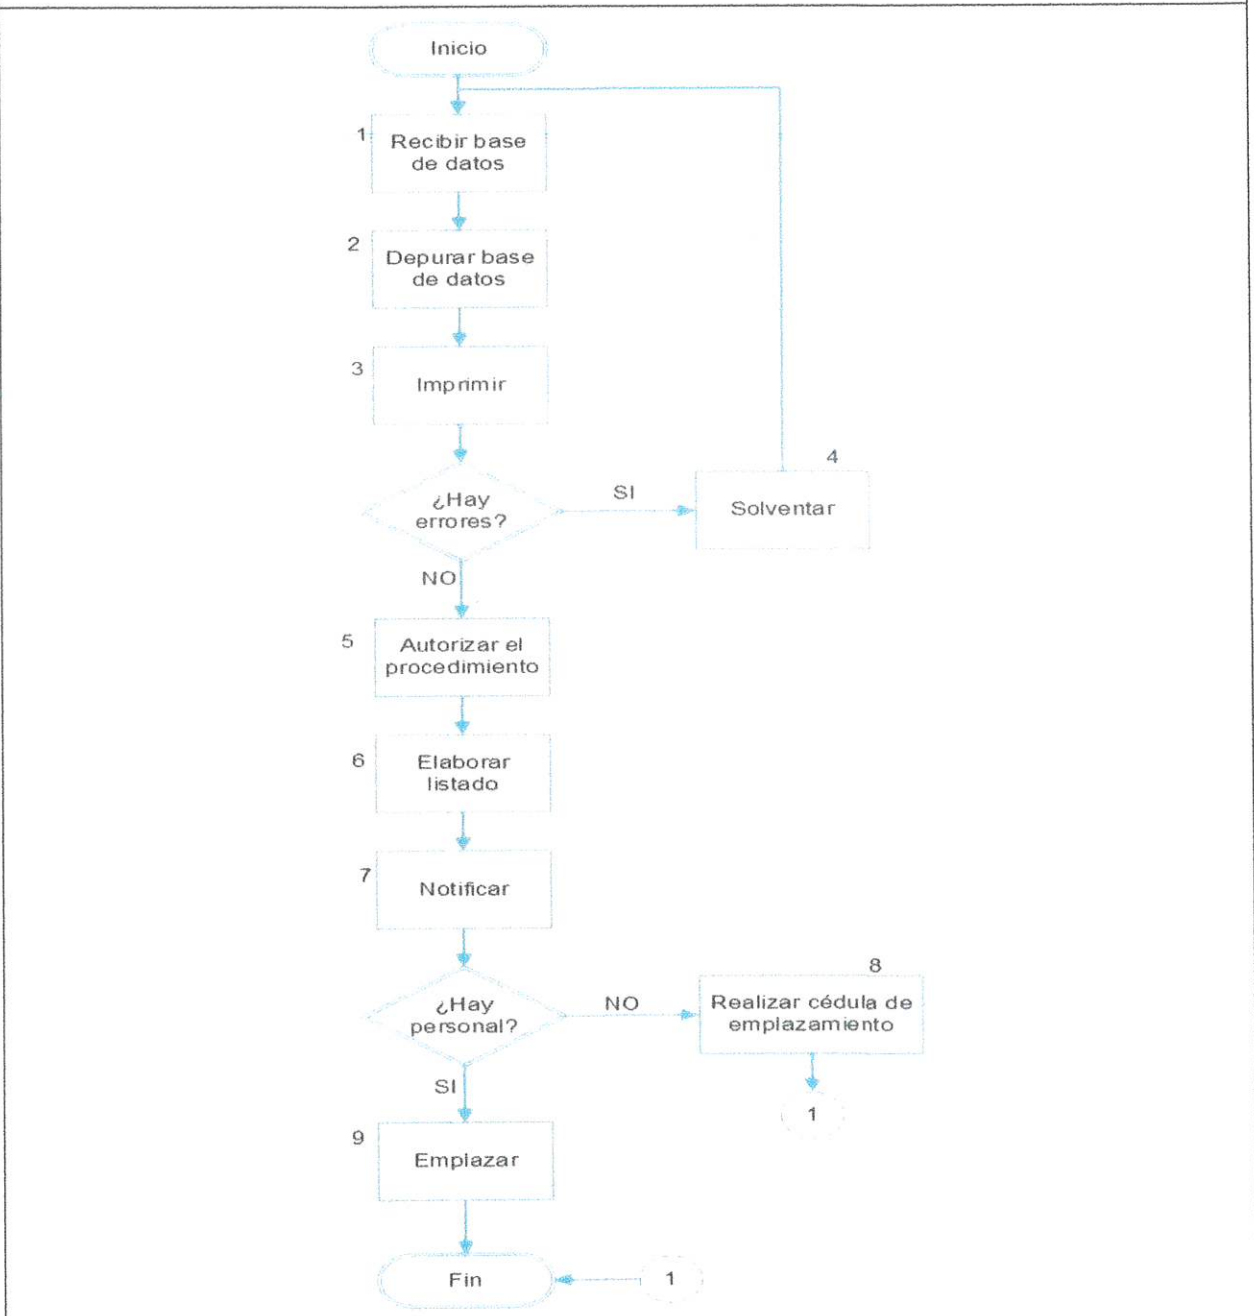 Inicio
1
Recibir base
de datos
2
Depurar base
de datos
3
Imprimir
¿Hay
errores?
SI
4
Solventar
NO
5
Autorizar el
procedimiento
6
Elaborar
listado
7
Notificar
¿Hay
personal?
NO
8
Realizar cédula de
emplazamiento
1
SI
9
Emplazar
Fin
1